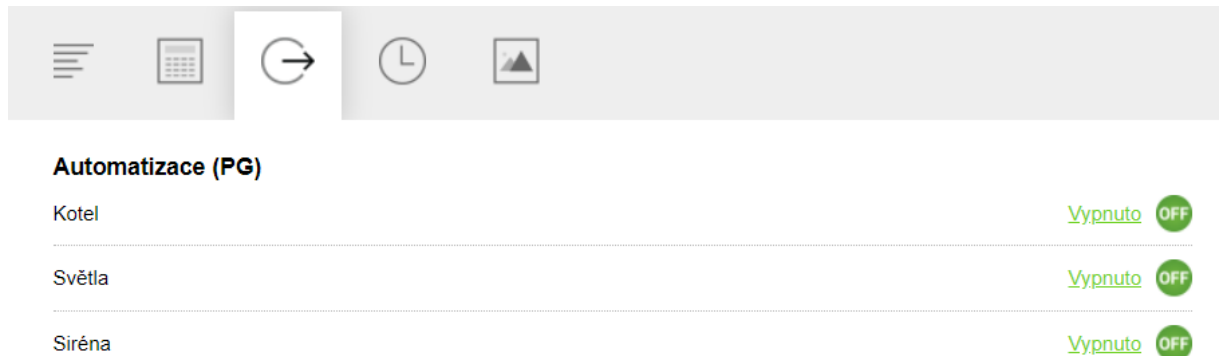 Automatizace (PG)
Kotel Vypnuto OFF
Světla Vypnuto OFF
Siréna Vypnuto OFF